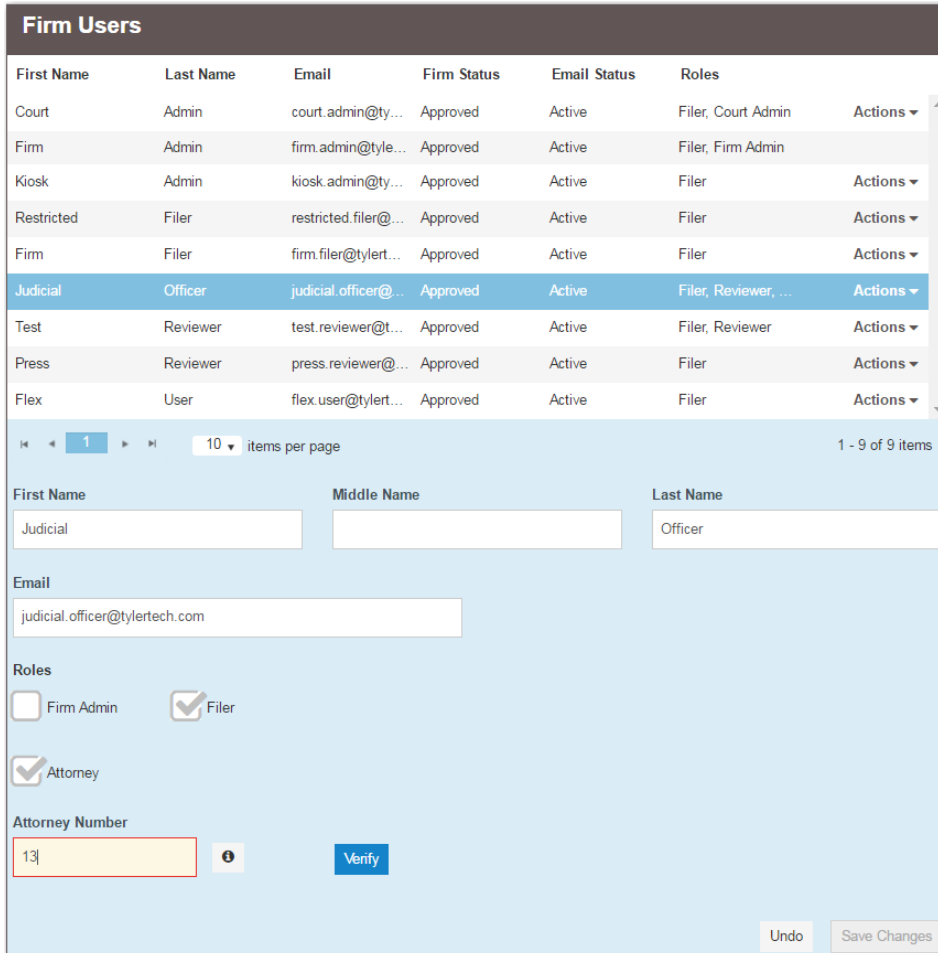 Firm Users
First Name Last Name Email Firm Status Email Status Roles
Court Admin court.admin@ty... Approved Active Filer, Court Admin Actions
Firm Admin firm.admin@tyle... Approved Active Filer, Firm Admin
Kiosk Admin kiosk.admin@ty... Approved Active Filer Actions
Restricted Filer restricted.filer@... Approved Active Filer Actions
Firm Filer firm.filer@tylert... Approved Active Filer Actions
Judicial Officer judicial.officer@... Approved Active Filer, Reviewer, ... Actions
Test Reviewer test.reviewer@t... Approved Active Filer, Reviewer Actions
Press Reviewer press.reviewer@... Approved Active Filer Actions
Flex User flex.user@tylert... Approved Active Filer Actions
1 10 items per page 1 - 9 of 9 items
First Name Middle Name Last Name
Judicial Officer
Email
judicial.officer@tylertech.com
Roles
Firm Admin Filer
Attorney
Attorney Number
13 Verify
Undo Save Changes